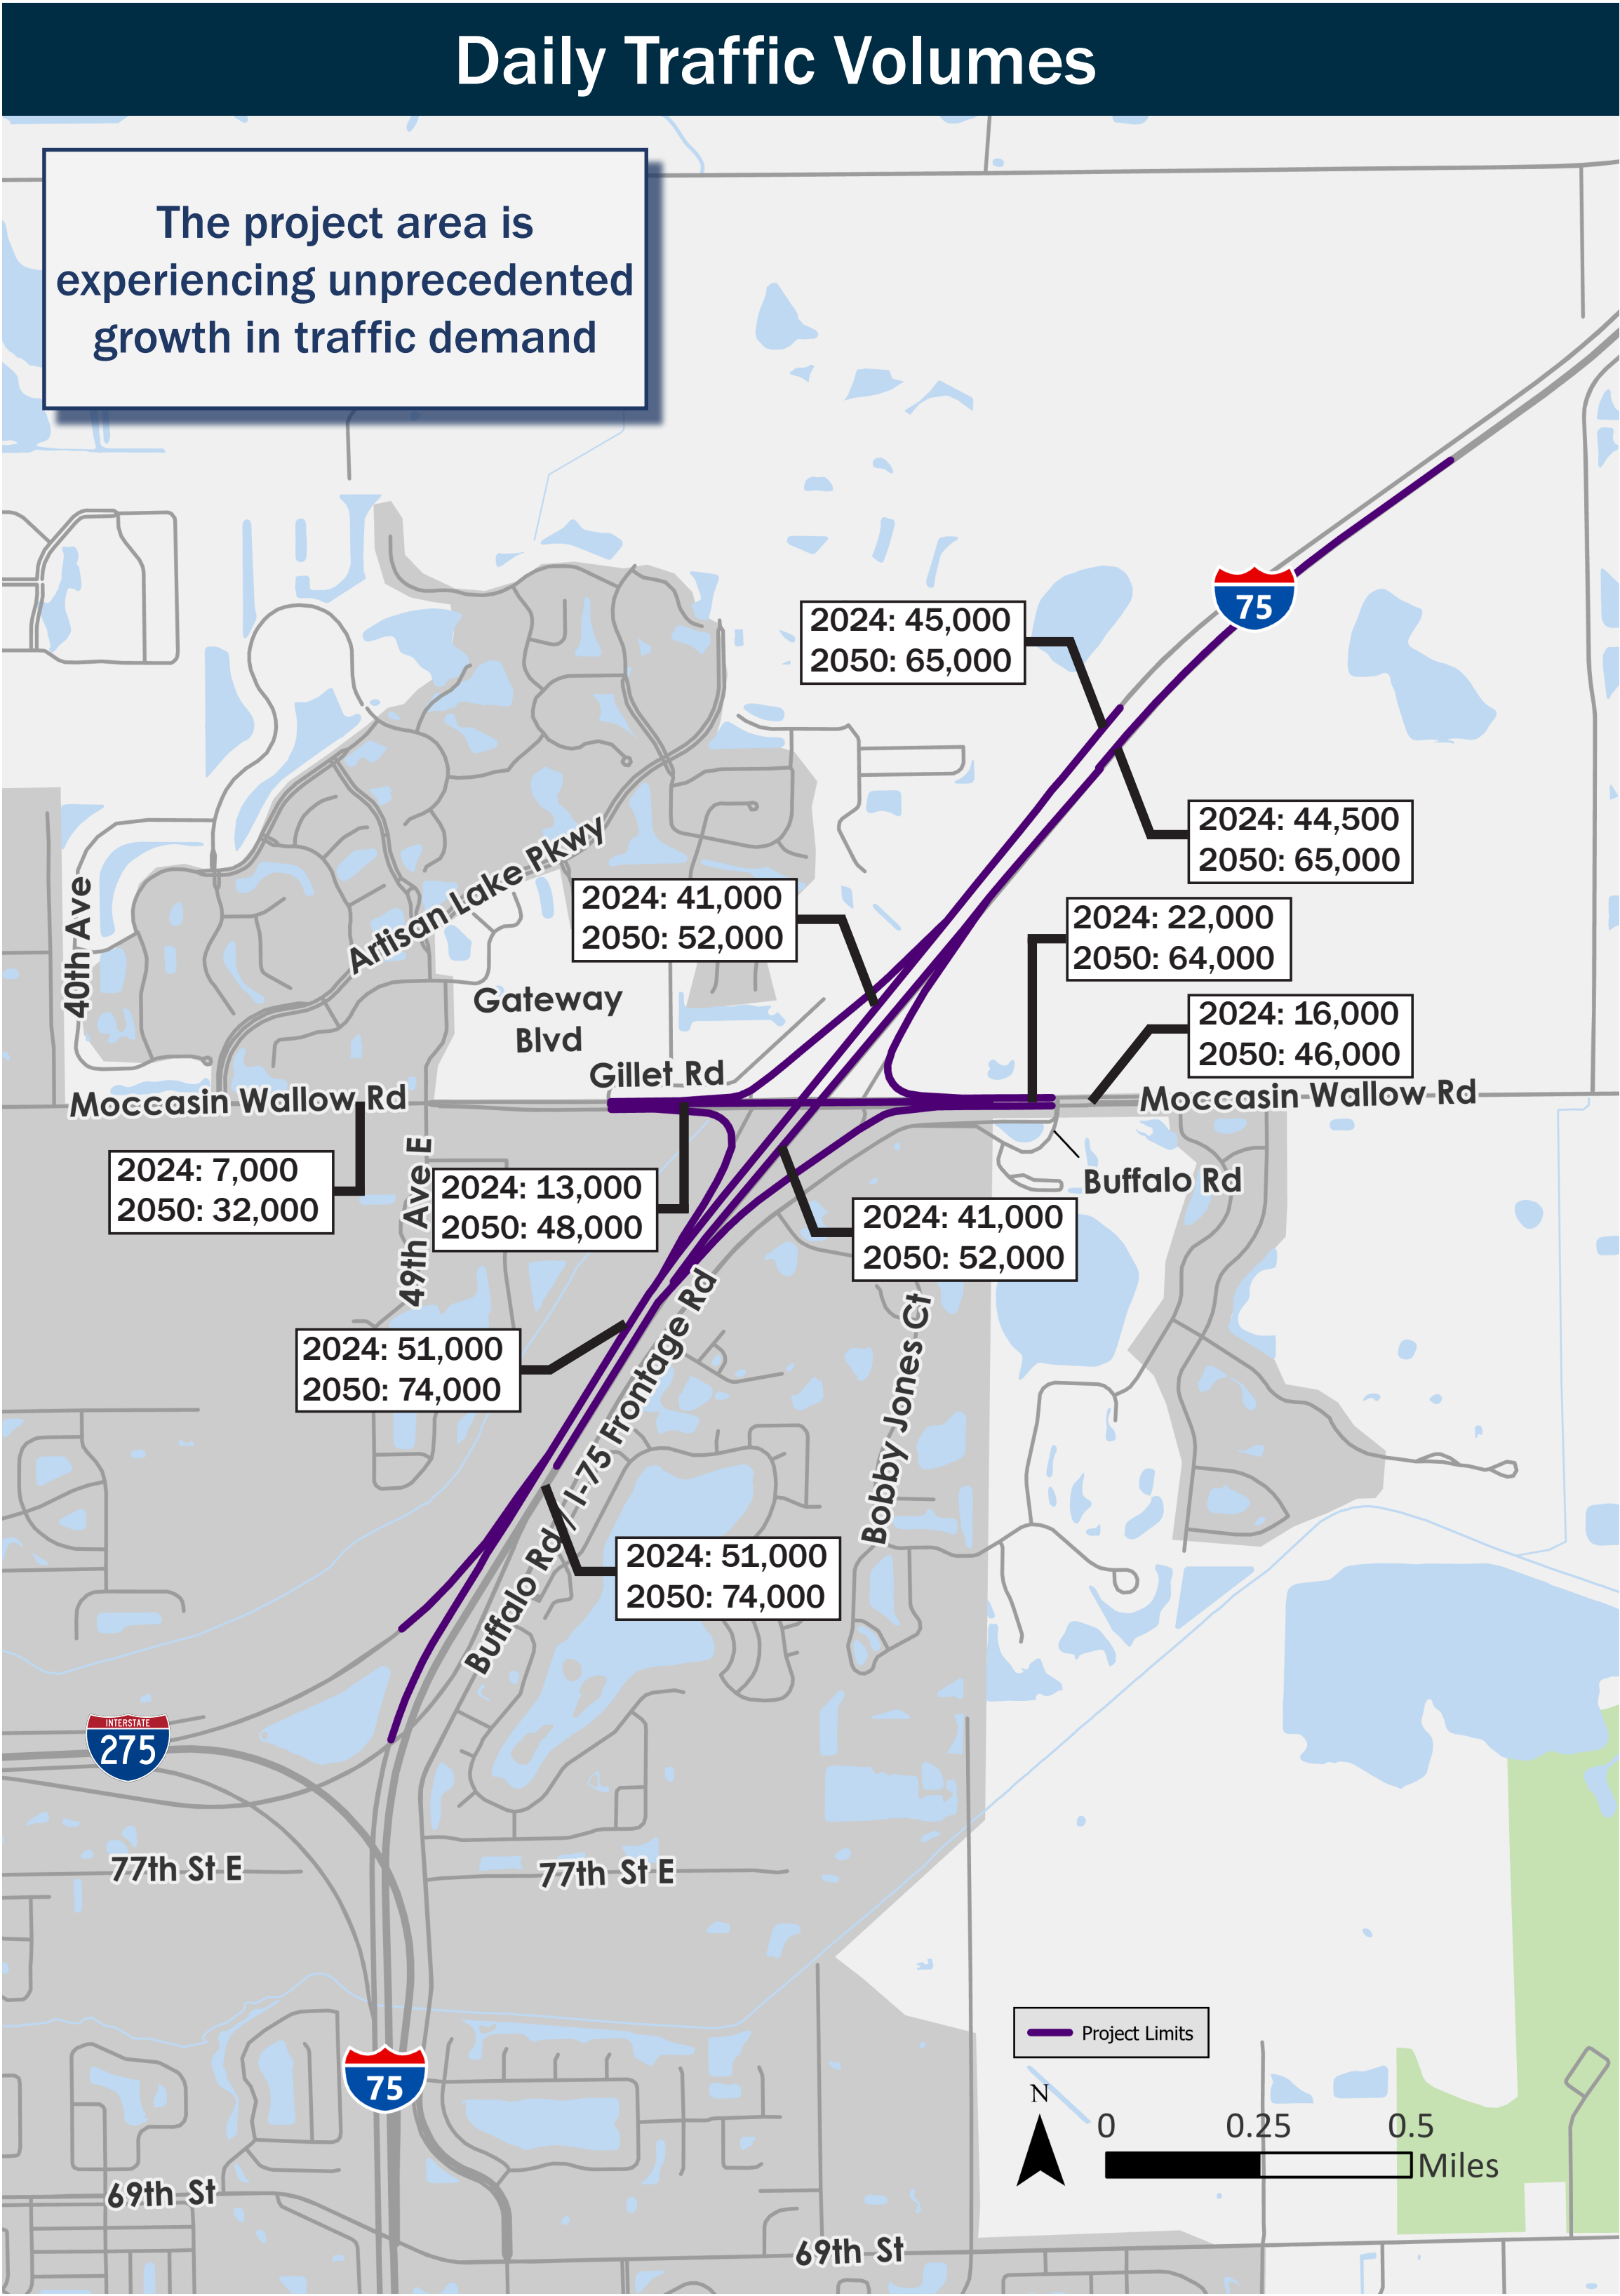 Daily Traffic Volumes
The project area is
experiencing unprecedented
growth in traffic demand
75
2024: 45,000
2050: 65,000
2024: 44,500
2050: 65,000
2024: 41,000
2050: 52,000
2024: 22,000
2050: 64,000
40th Ave
Artisan Lake Pkwy
Gateway
Blvd
2024: 16,000
2050: 46,000
Gillet Rd
Moccasin Wallow Rd
Moccasin Wallow Rd
2024: 7,000
2050: 32,000
49th Ave E
2024: 13,000
2050: 48,000
Buffalo Rd
2024: 41,000
2050: 52,000
2024: 51,000
2050: 74,000
Buffalo Rd / I-75 Frontage Rd
Bobby Jones Ct
2024: 51,000
2050: 74,000
INTERSTATE
275
77th St E
77th St E
75
Project Limits
N
0 0.25 0.5
Miles
69th St
69th St